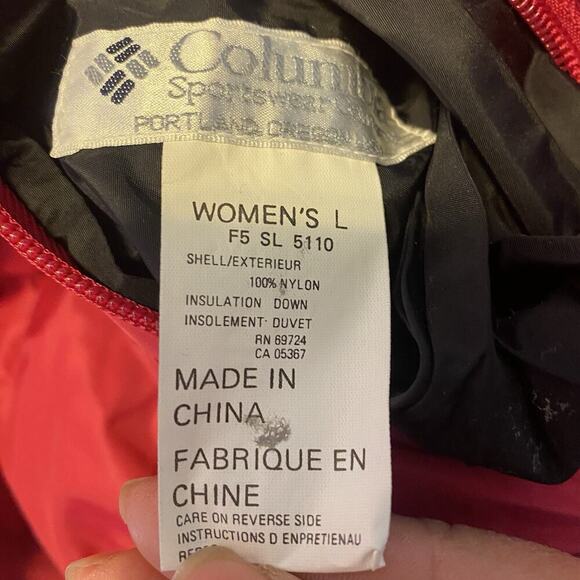 Columbia
Sportswear
PORTLAND, OREGON
WOMEN'S L
F5 SL 5110
SHELL/EXTERIEUR
100% NYLON
INSULATION DOWN
INSOLEMENT· DUVET
RN 69724
CA 05367
MADE IN
CHINA
FABRIQUE EN
CHINE
CARE ON REVERSE SIDE
INSTRUCTIONS D ENPRETIENAU